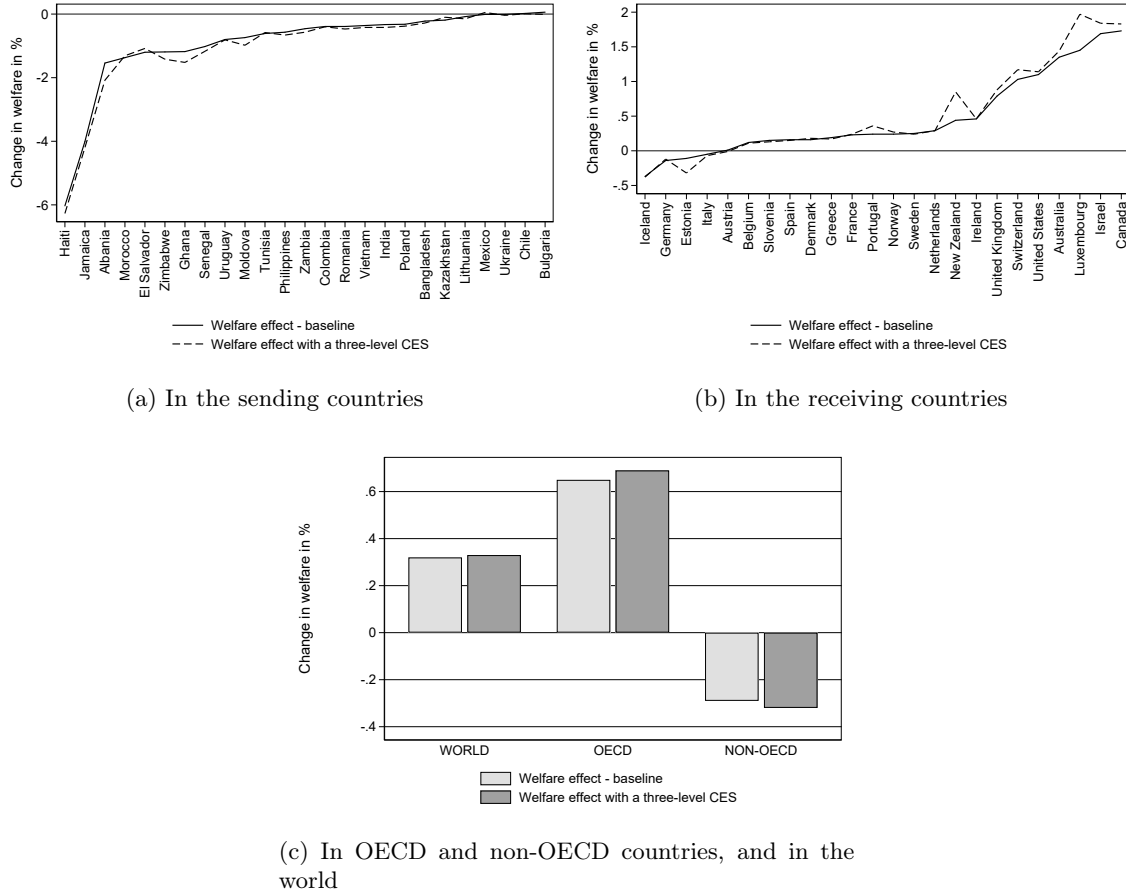 Change in welfare in %
0
-2
-4
-6
Haiti
Jamaica
Albania
Morocco
El Salvador
Zimbabwe
Ghana
Senegal
Uruguay
Moldova
Tunisia
Philippines
Zambia
Colombia
Romania
Vietnam
India
Poland
Bangladesh
Kazakhstan
Lithuania
Mexico
Ukraine
Chile
Bulgaria
Welfare effect - baseline
Welfare effect with a three-level CES
(a) In the sending countries
Change in welfare in %
2
1.5
1
.5
0
-.5
Iceland
Germany
Estonia
Italy
Austria
Belgium
Slovenia
Spain
Denmark
Greece
France
Portugal
Norway
Sweden
Netherlands
New Zealand
Ireland
United Kingdom
Switzerland
United States
Australia
Luxembourg
Israel
Canada
Welfare effect - baseline
Welfare effect with a three-level CES
(b) In the receiving countries
Change in welfare in %
.6
.4
.2
0
-.2
-.4
WORLD
OECD
NON-OECD
Welfare effect - baseline
Welfare effect with a three-level CES
(c) In OECD and non-OECD countries, and in the
world